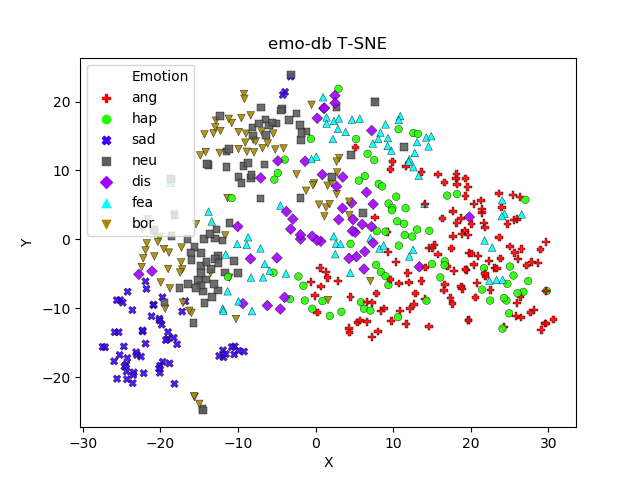 emo-db T-SNE
Emotion
ang
hap
sad
neu
dis
fea
bor
Y
20
10
0
−10
−20
−30
−20
−10
0
10
20
30
X